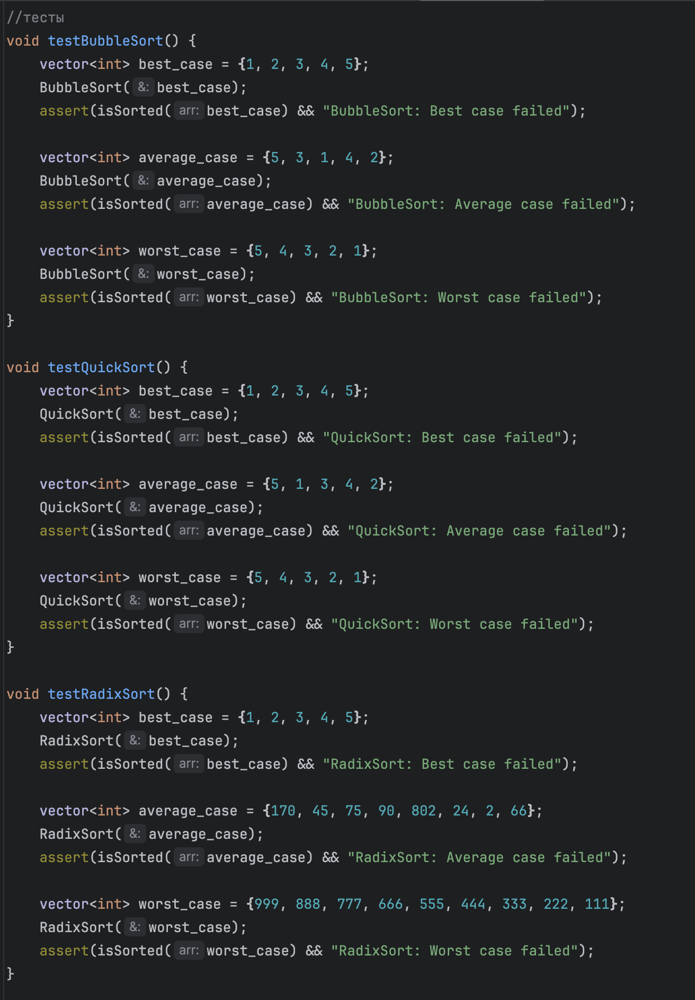 //тесты
void testBubbleSort() {
    vector<int> best_case = {1, 2, 3, 4, 5};
    BubbleSort( &: best_case);
    assert(isSorted( arr: best_case) && "BubbleSort: Best case failed");

    vector<int> average_case = {5, 3, 1, 4, 2};
    BubbleSort( &: average_case);
    assert(isSorted( arr: average_case) && "BubbleSort: Average case failed");

    vector<int> worst_case = {5, 4, 3, 2, 1};
    BubbleSort( &: worst_case);
    assert(isSorted( arr: worst_case) && "BubbleSort: Worst case failed");
}

void testQuickSort() {
    vector<int> best_case = {1, 2, 3, 4, 5};
    QuickSort( &: best_case);
    assert(isSorted( arr: best_case) && "QuickSort: Best case failed");

    vector<int> average_case = {5, 1, 3, 4, 2};
    QuickSort( &: average_case);
    assert(isSorted( arr: average_case) && "QuickSort: Average case failed");

    vector<int> worst_case = {5, 4, 3, 2, 1};
    QuickSort( &: worst_case);
    assert(isSorted( arr: worst_case) && "QuickSort: Worst case failed");
}

void testRadixSort() {
    vector<int> best_case = {1, 2, 3, 4, 5};
    RadixSort( &: best_case);
    assert(isSorted( arr: best_case) && "RadixSort: Best case failed");

    vector<int> average_case = {170, 45, 75, 90, 802, 24, 2, 66};
    RadixSort( &: average_case);
    assert(isSorted( arr: average_case) && "RadixSort: Average case failed");

    vector<int> worst_case = {999, 888, 777, 666, 555, 444, 333, 222, 111};
    RadixSort( &: worst_case);
    assert(isSorted( arr: worst_case) && "RadixSort: Worst case failed");
}